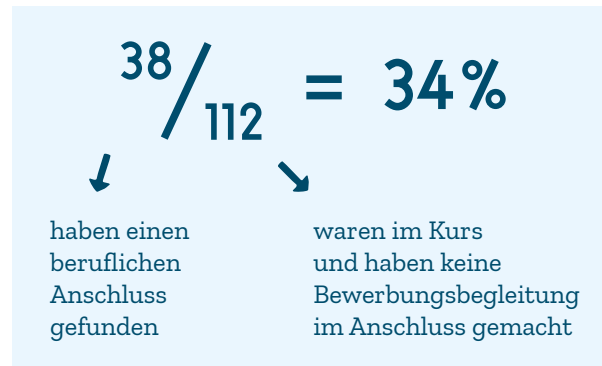 38/112 = 34%
haben einen
beruflichen
Anschluss
gefunden
waren im Kurs
und haben keine
Bewerbungsbegleitung
im Anschluss gemacht